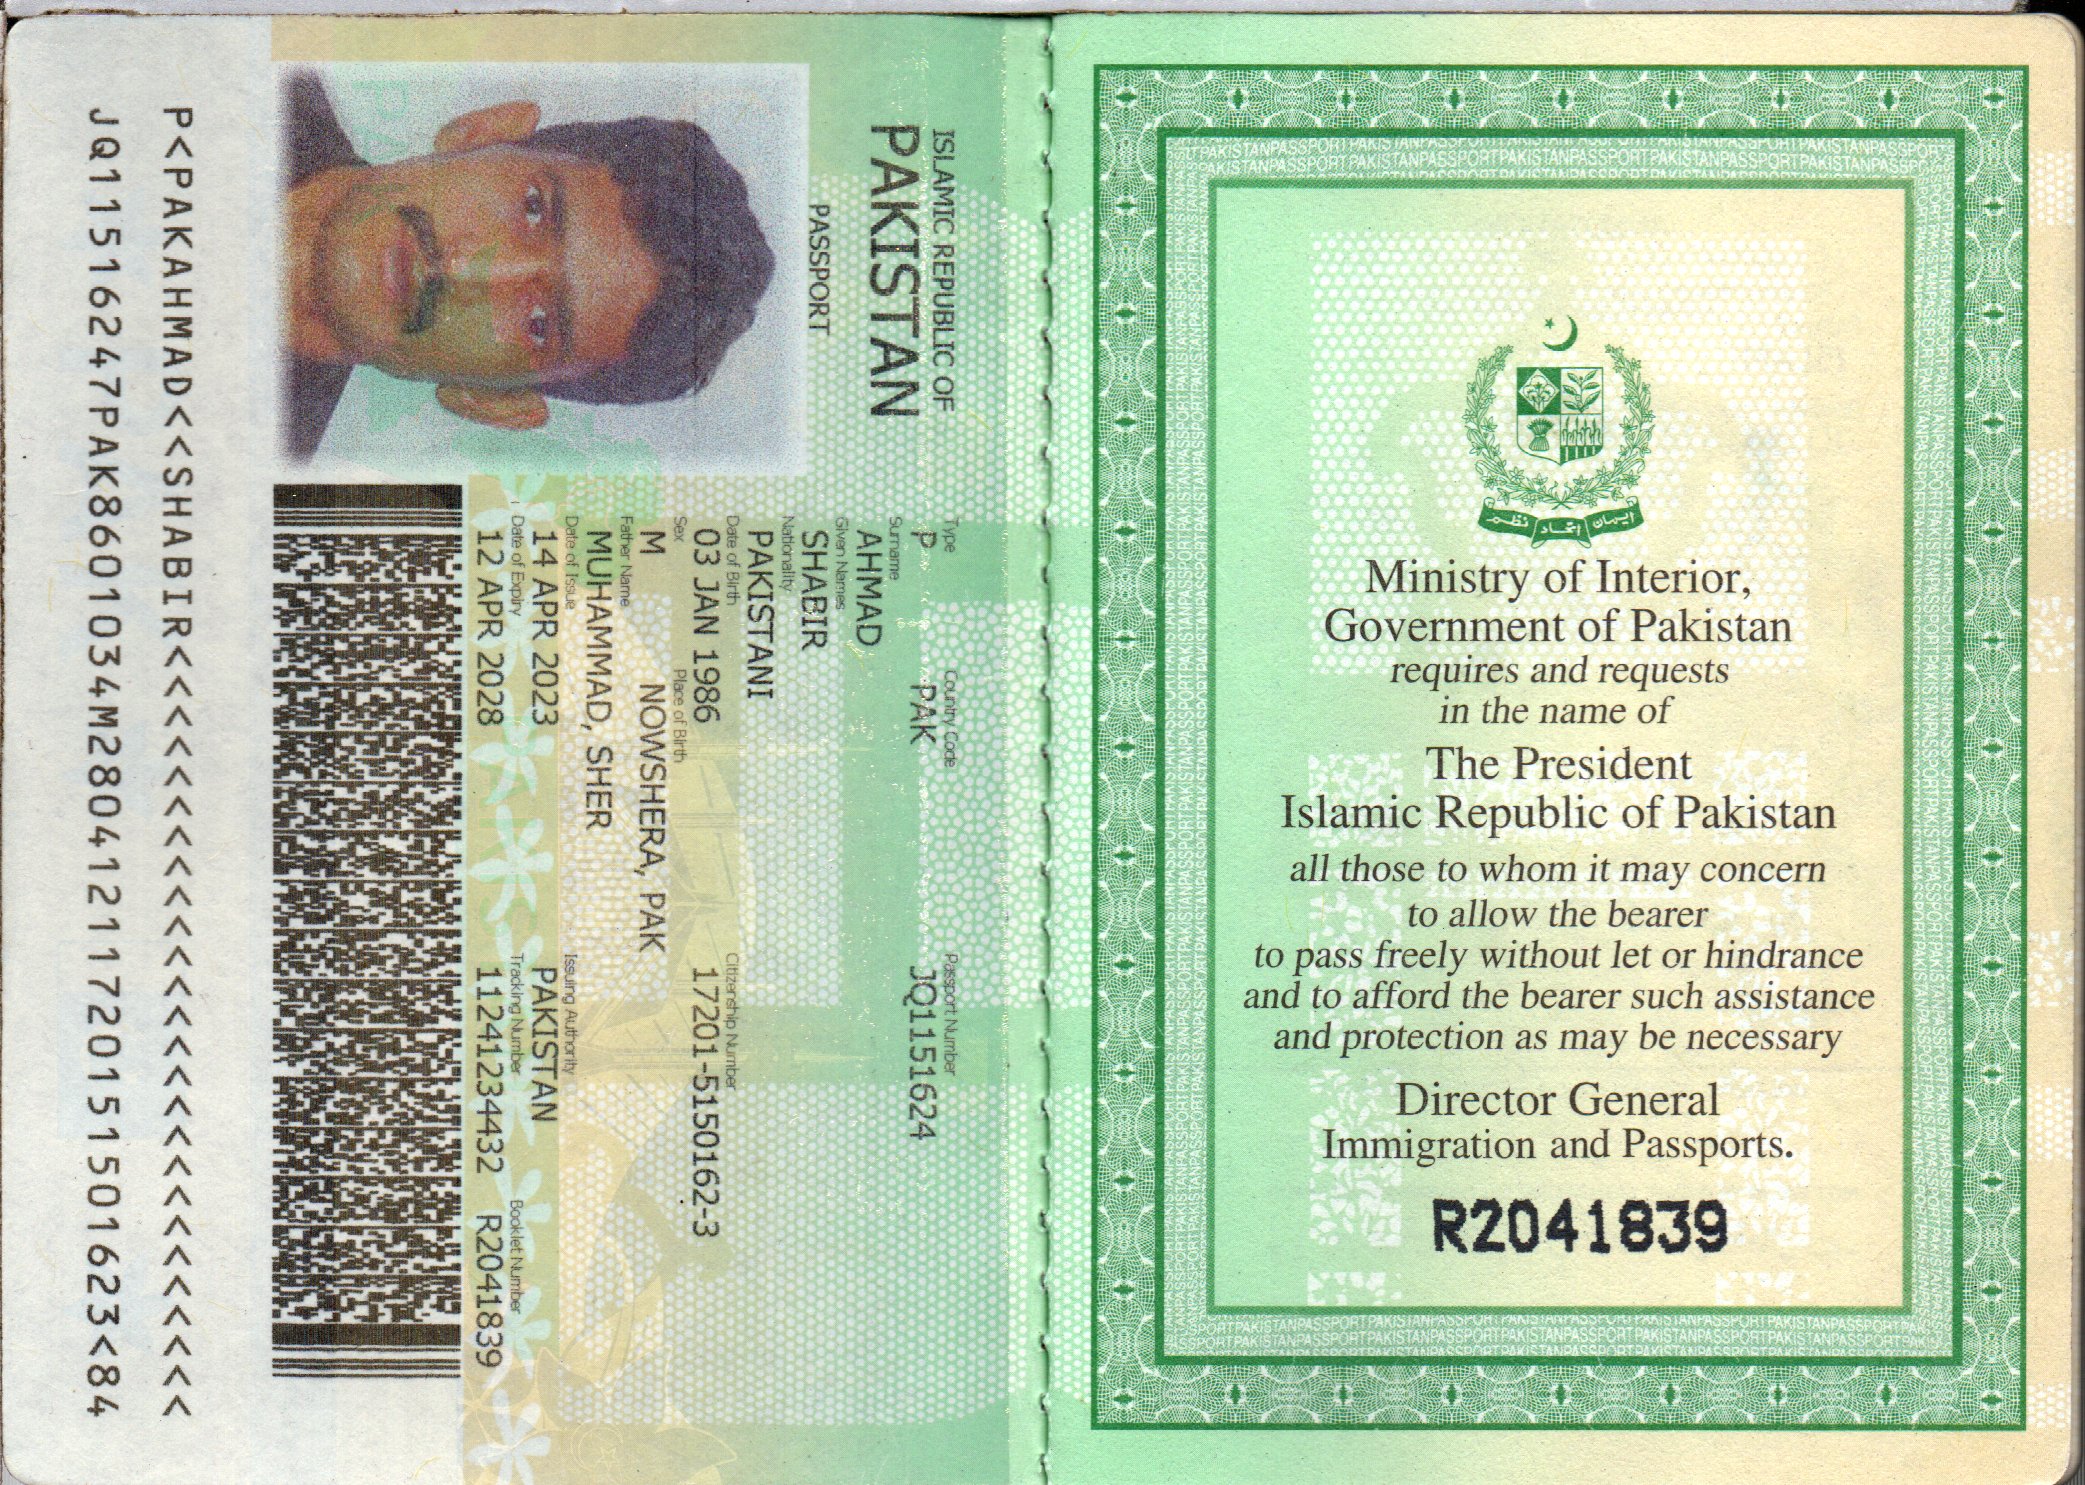 ISLAMIC REPUBLIC OF
PAKISTAN
PASSPORT
Type
Country Code
Passport Number
P
PAK
JQ1151624
Surname
AHMAD
Given Names
SHABIR
Nationality
PAKISTANI
Date of Birth
Citizenship Number
03 JAN 1986
17201-5150162-3
Sex
Place of Birth
M
NOWSHERA, PAK
Father Name
MUHAMMAD, SHER
Date of Issue
Issuing Authority
14 APR 2023
PAKISTAN
Date of Expiry
Tracking Number
Booklet Number
12 APR 2028
11241234432
R2041839
P<PAKAHMAD<<SHABIR<<<<<<<<<<<<<<<<<<<<<<<<<<
JQ11516247PAK8601034M28041211720151501623<84
ایمان اتحاد نظم
Ministry of Interior,
Government of Pakistan
requires and requests
in the name of
The President
Islamic Republic of Pakistan
all those to whom it may concern
to allow the bearer
to pass freely without let or hindrance
and to afford the bearer such assistance
and protection as may be necessary
Director General
Immigration and Passports.
R2041839